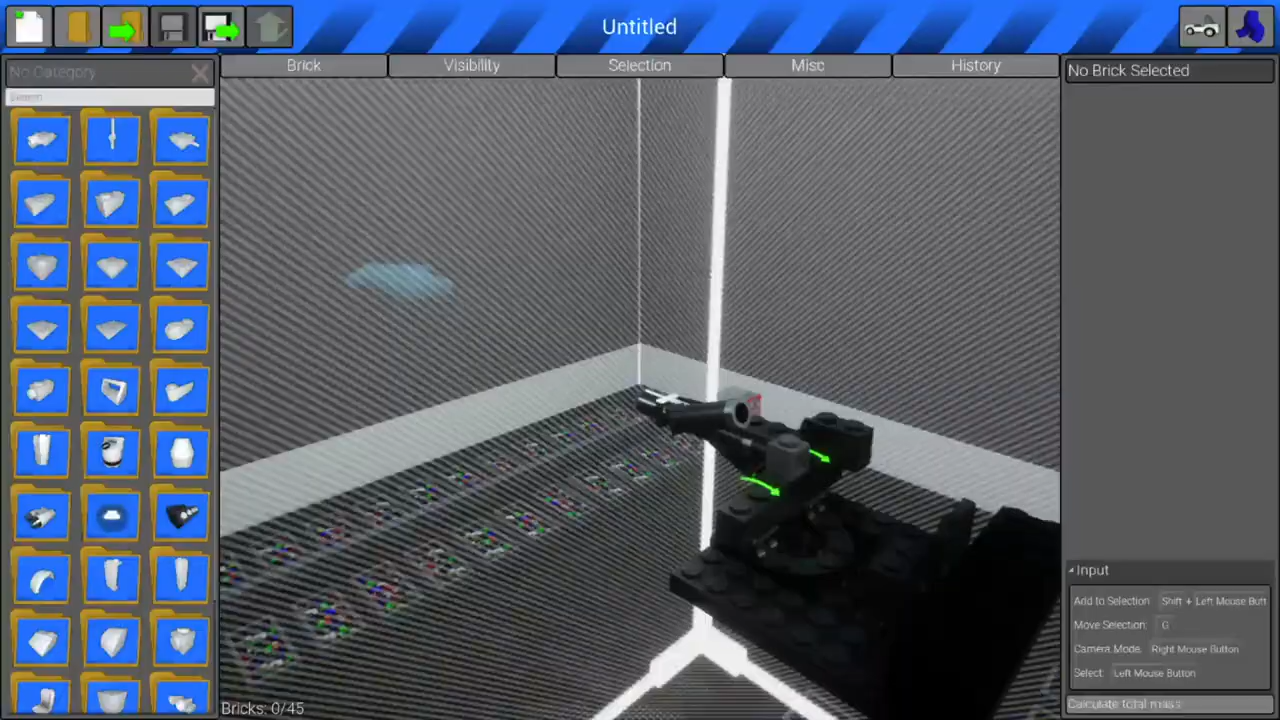 Untitled
No Category
Search
Brick
Visibility
Selection
Misc
History
No Brick Selected
Input
Add to Selection: Shift + Left Mouse Butt
Move Selection: G
Camera Mode: Right Mouse Button
Select: Left Mouse Button
Calculate total mass
Bricks: 0/45